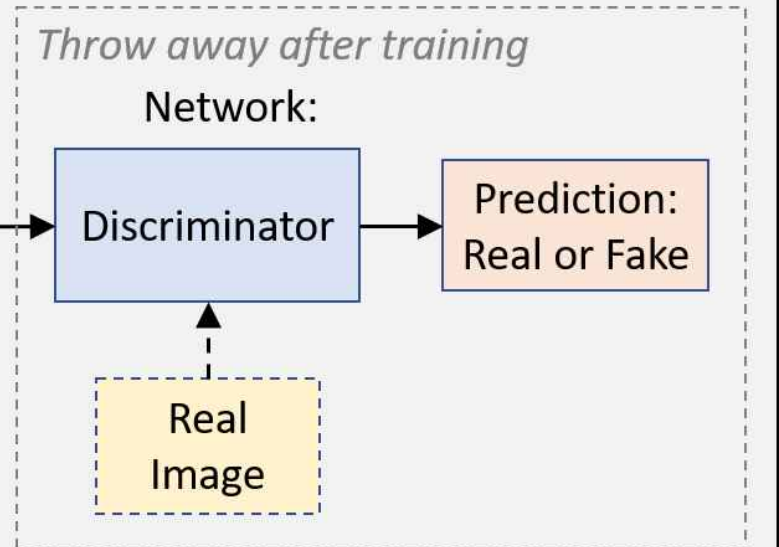 Throw away after training
Network:
Discriminator
Prediction:
Real or Fake
Real
Image